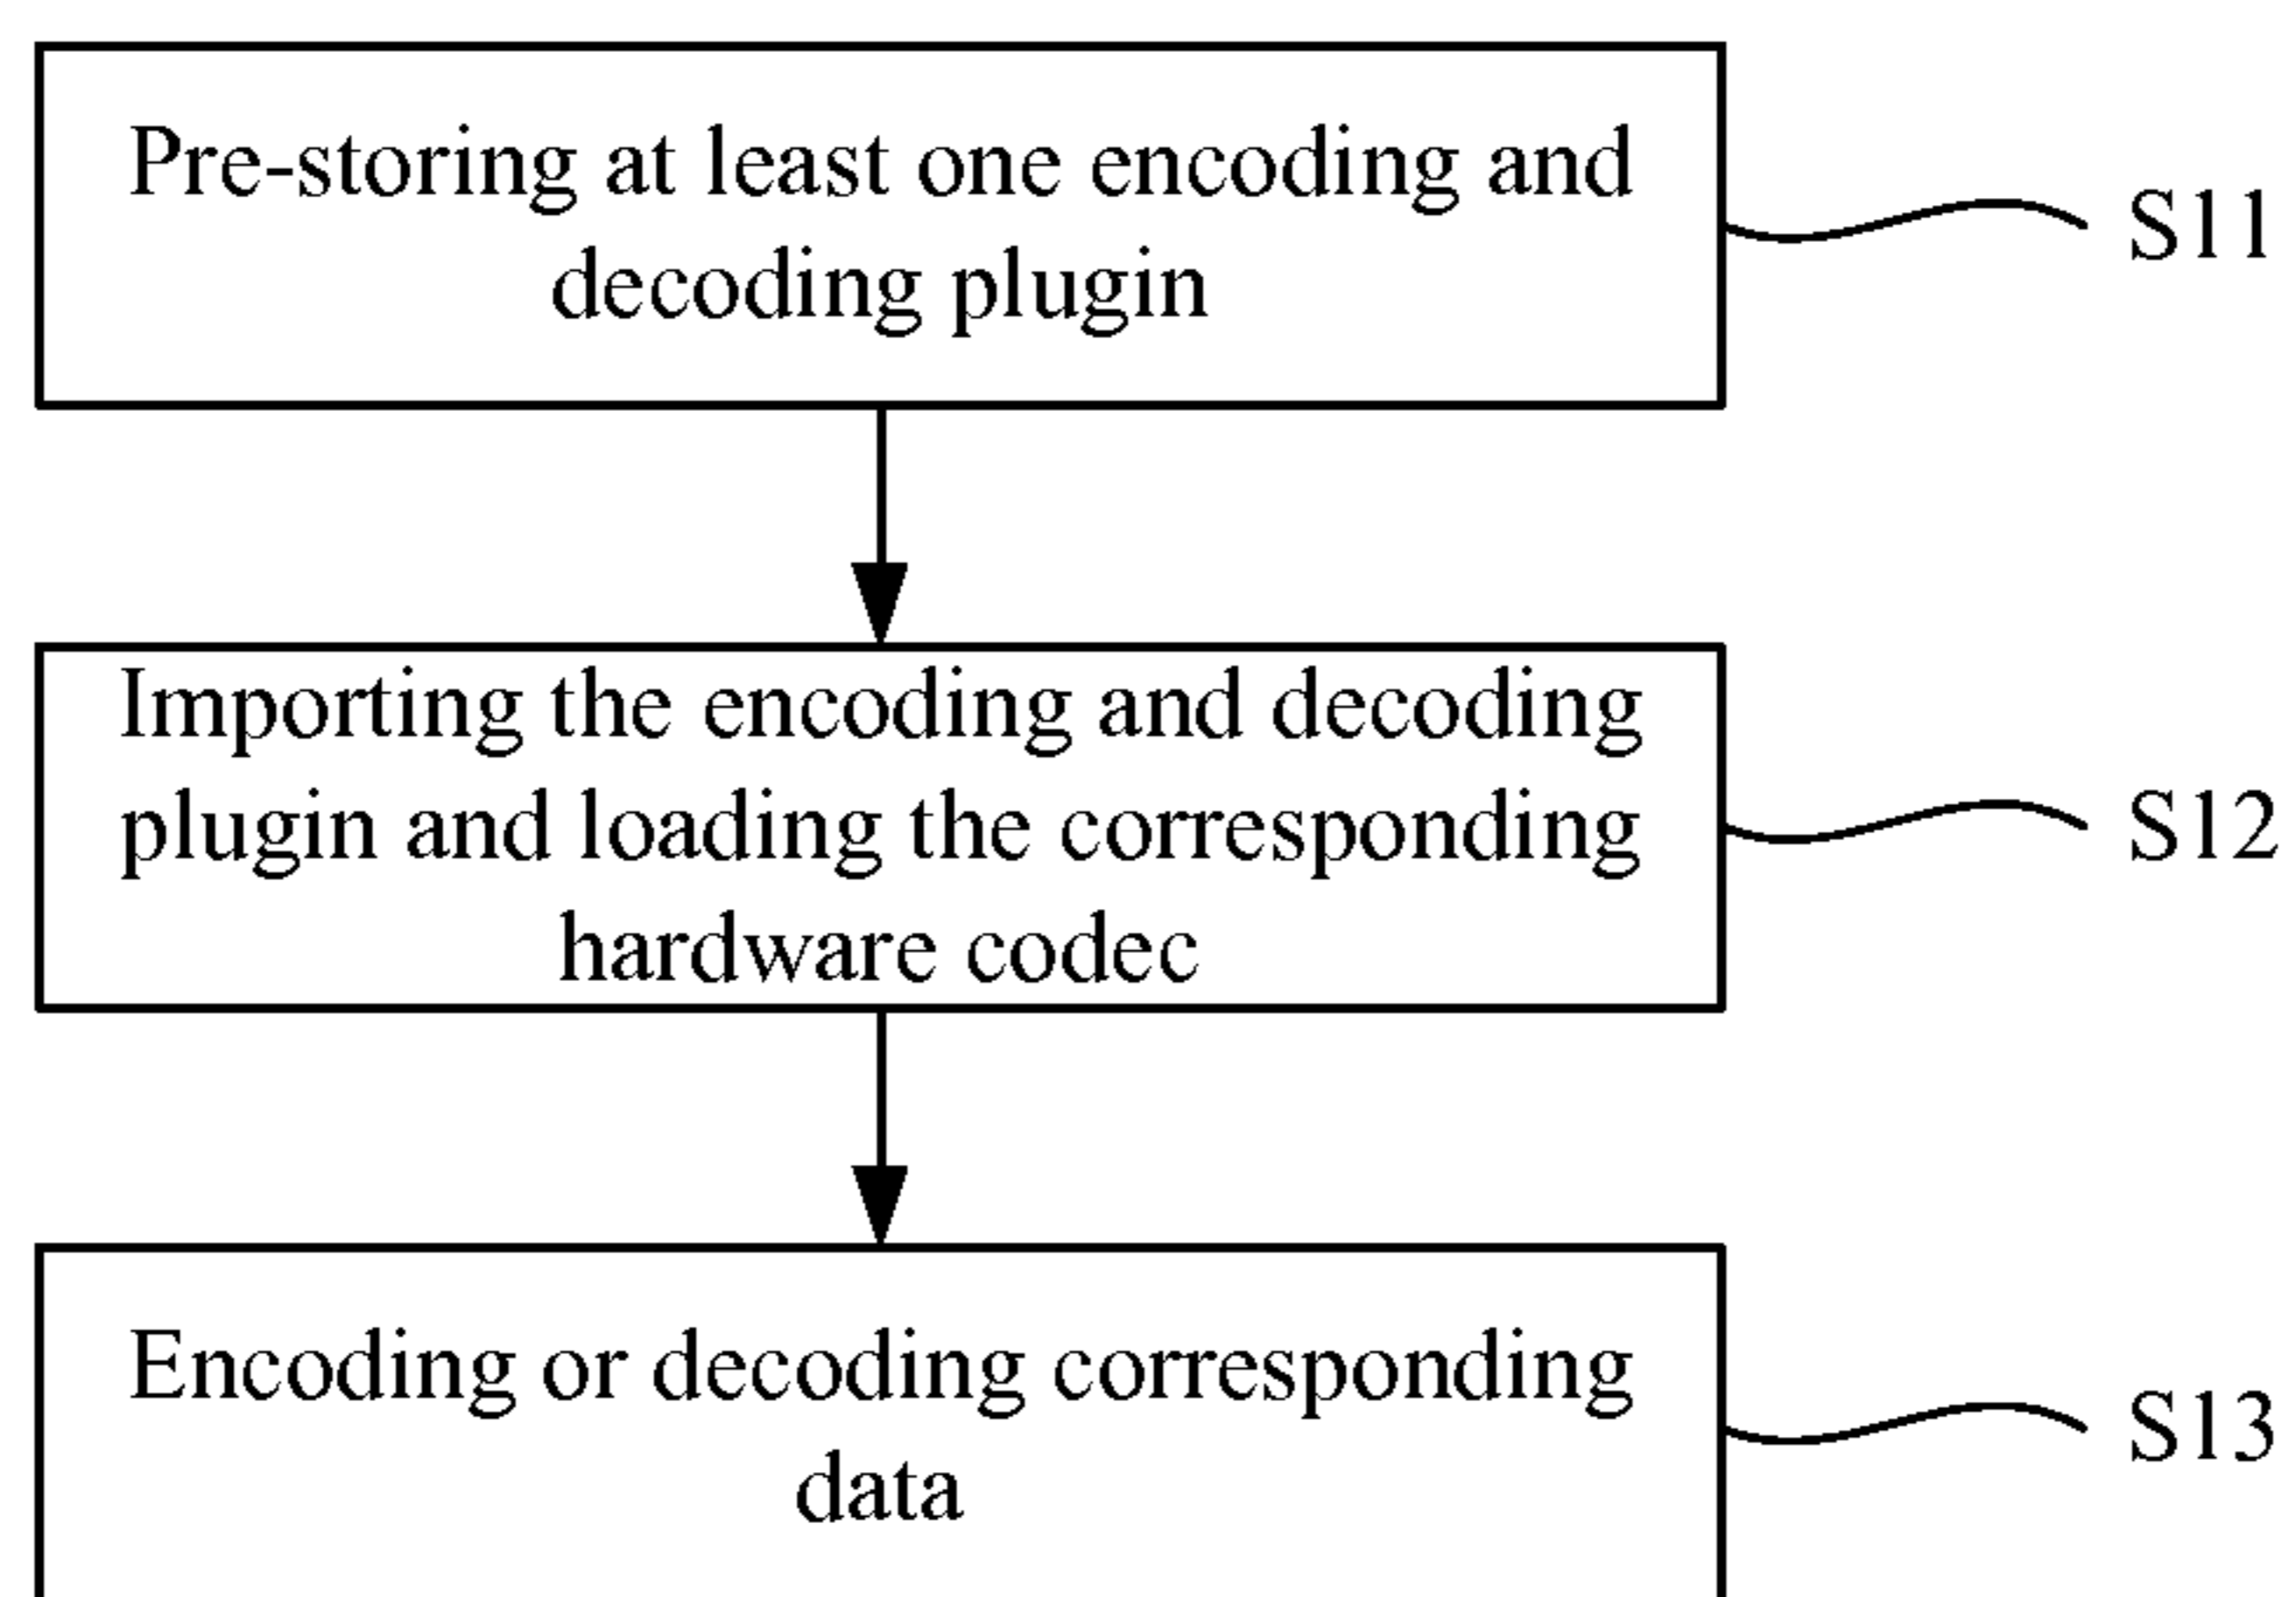 Pre-storing at least one encoding and
decoding plugin
S11
Importing the encoding and decoding
plugin and loading the corresponding
hardware codec
S12
Encoding or decoding corresponding
data
S13